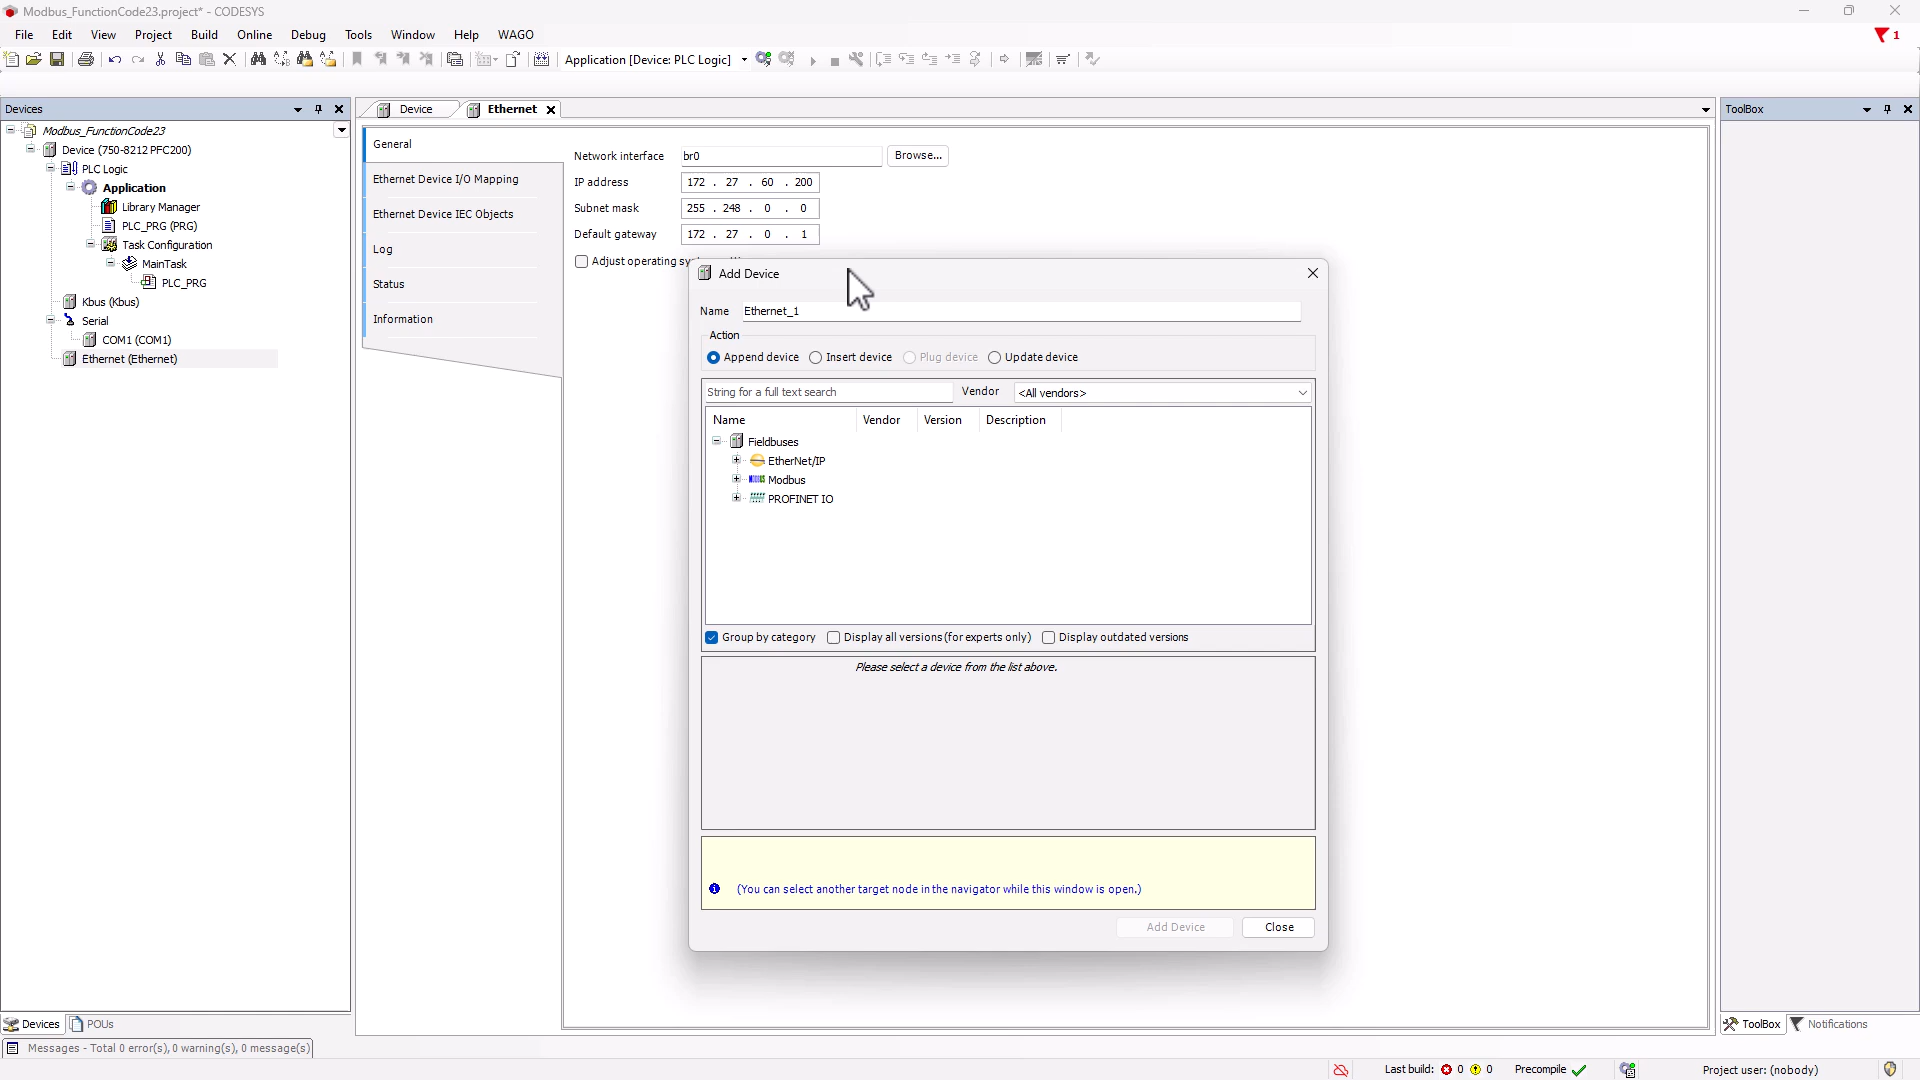 Modbus_FunctionCode23.project* - CODESYS
File Edit View Project Build Online Debug Tools Window Help WAGO
1
Application [Device: PLC Logic]
Devices
Modbus_FunctionCode23
Device (750-8212 PFC200)
PLC Logic
Application
Library Manager
PLC_PRG (PRG)
Task Configuration
MainTask
PLC_PRG
Kbus (Kbus)
Serial
COM1 (COM1)
Ethernet (Ethernet)
Devices POUs
Device Ethernet
General
Ethernet Device I/O Mapping
Ethernet Device IEC Objects
Log
Status
Information
Network interface br0 Browse...
IP address 172 . 27 . 60 . 200
Subnet mask 255 . 248 . 0 . 0
Default gateway 172 . 27 . 0 . 1
Adjust operating
Add Device
Name Ethernet_1
Action
Append device Insert device Plug device Update device
String for a full text search Vendor <All vendors>
Name Vendor Version Description
Fieldbuses
EtherNet/IP
Modbus
PROFINET IO
Group by category Display all versions (for experts only) Display outdated versions
Please select a device from the list above.
(You can select another target node in the navigator while this window is open.)
Add Device Close
ToolBox
ToolBox Notifications
Messages - Total 0 error(s), 0 warning(s), 0 message(s)
Last build: 0 0 Precompile Project user: (nobody)